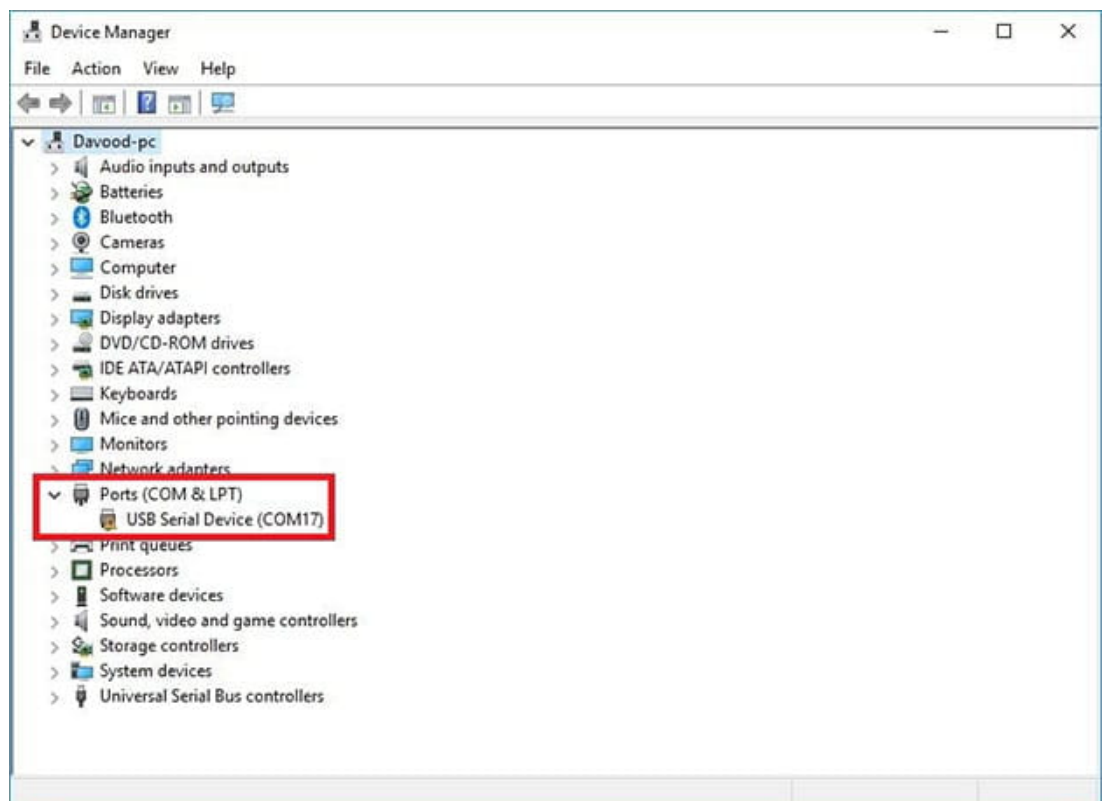 Device Manager
File Action View Help
Davood-pc
Audio inputs and outputs
Batteries
Bluetooth
Cameras
Computer
Disk drives
Display adapters
DVD/CD-ROM drives
IDE ATA/ATAPI controllers
Keyboards
Mice and other pointing devices
Monitors
Network adapters
Ports (COM & LPT)
USB Serial Device (COM17)
Print queues
Processors
Software devices
Sound, video and game controllers
Storage controllers
System devices
Universal Serial Bus controllers